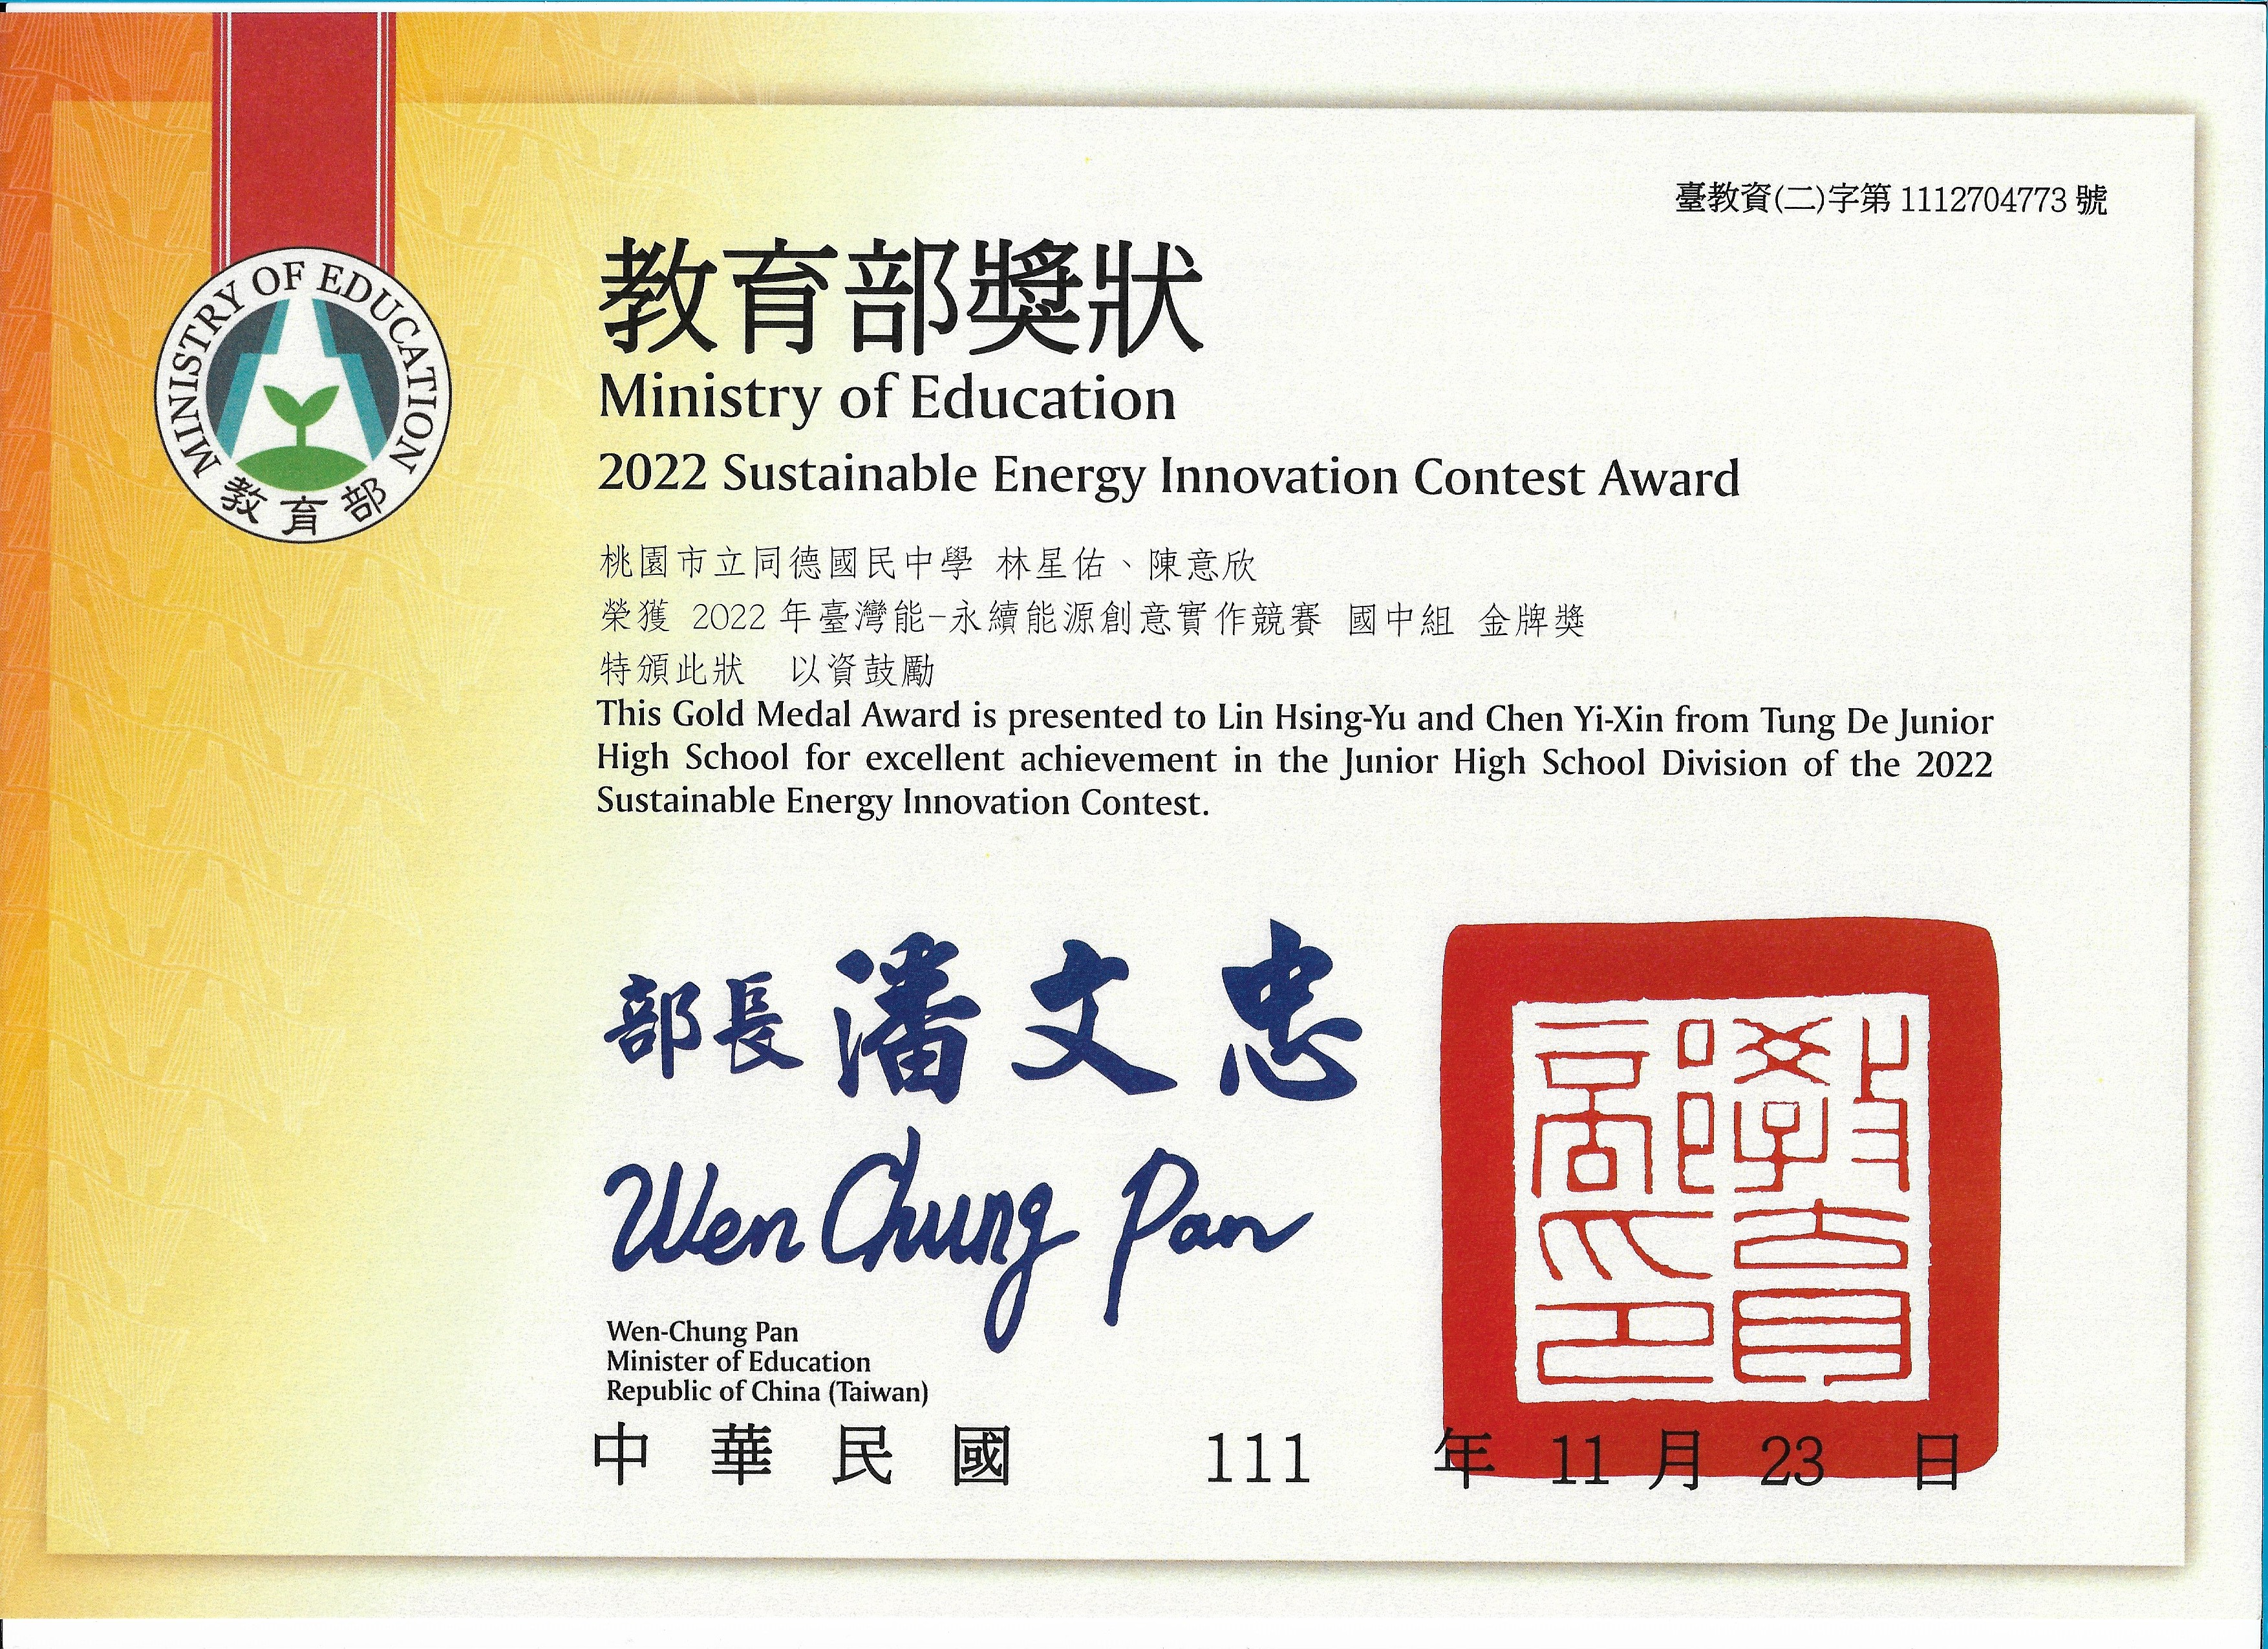 臺教資(二)字第 1112704773 號
MINISTRY OF EDUCATION
教育部
教育部獎狀
Ministry of Education
2022 Sustainable Energy Innovation Contest Award
桃園市立同德國民中學 林星佑、陳意欣
榮獲 2022 年臺灣能-永續能源創意實作競賽 國中組 金牌獎
特頒此狀 以資鼓勵
This Gold Medal Award is presented to Lin Hsing-Yu and Chen Yi-Xin from Tung De Junior
High School for excellent achievement in the Junior High School Division of the 2022
Sustainable Energy Innovation Contest.
部長 潘文忠
Wen Chung Pan
教育部印
Wen-Chung Pan
Minister of Education
Republic of China (Taiwan)
中華民國 111 年 11 月 23 日